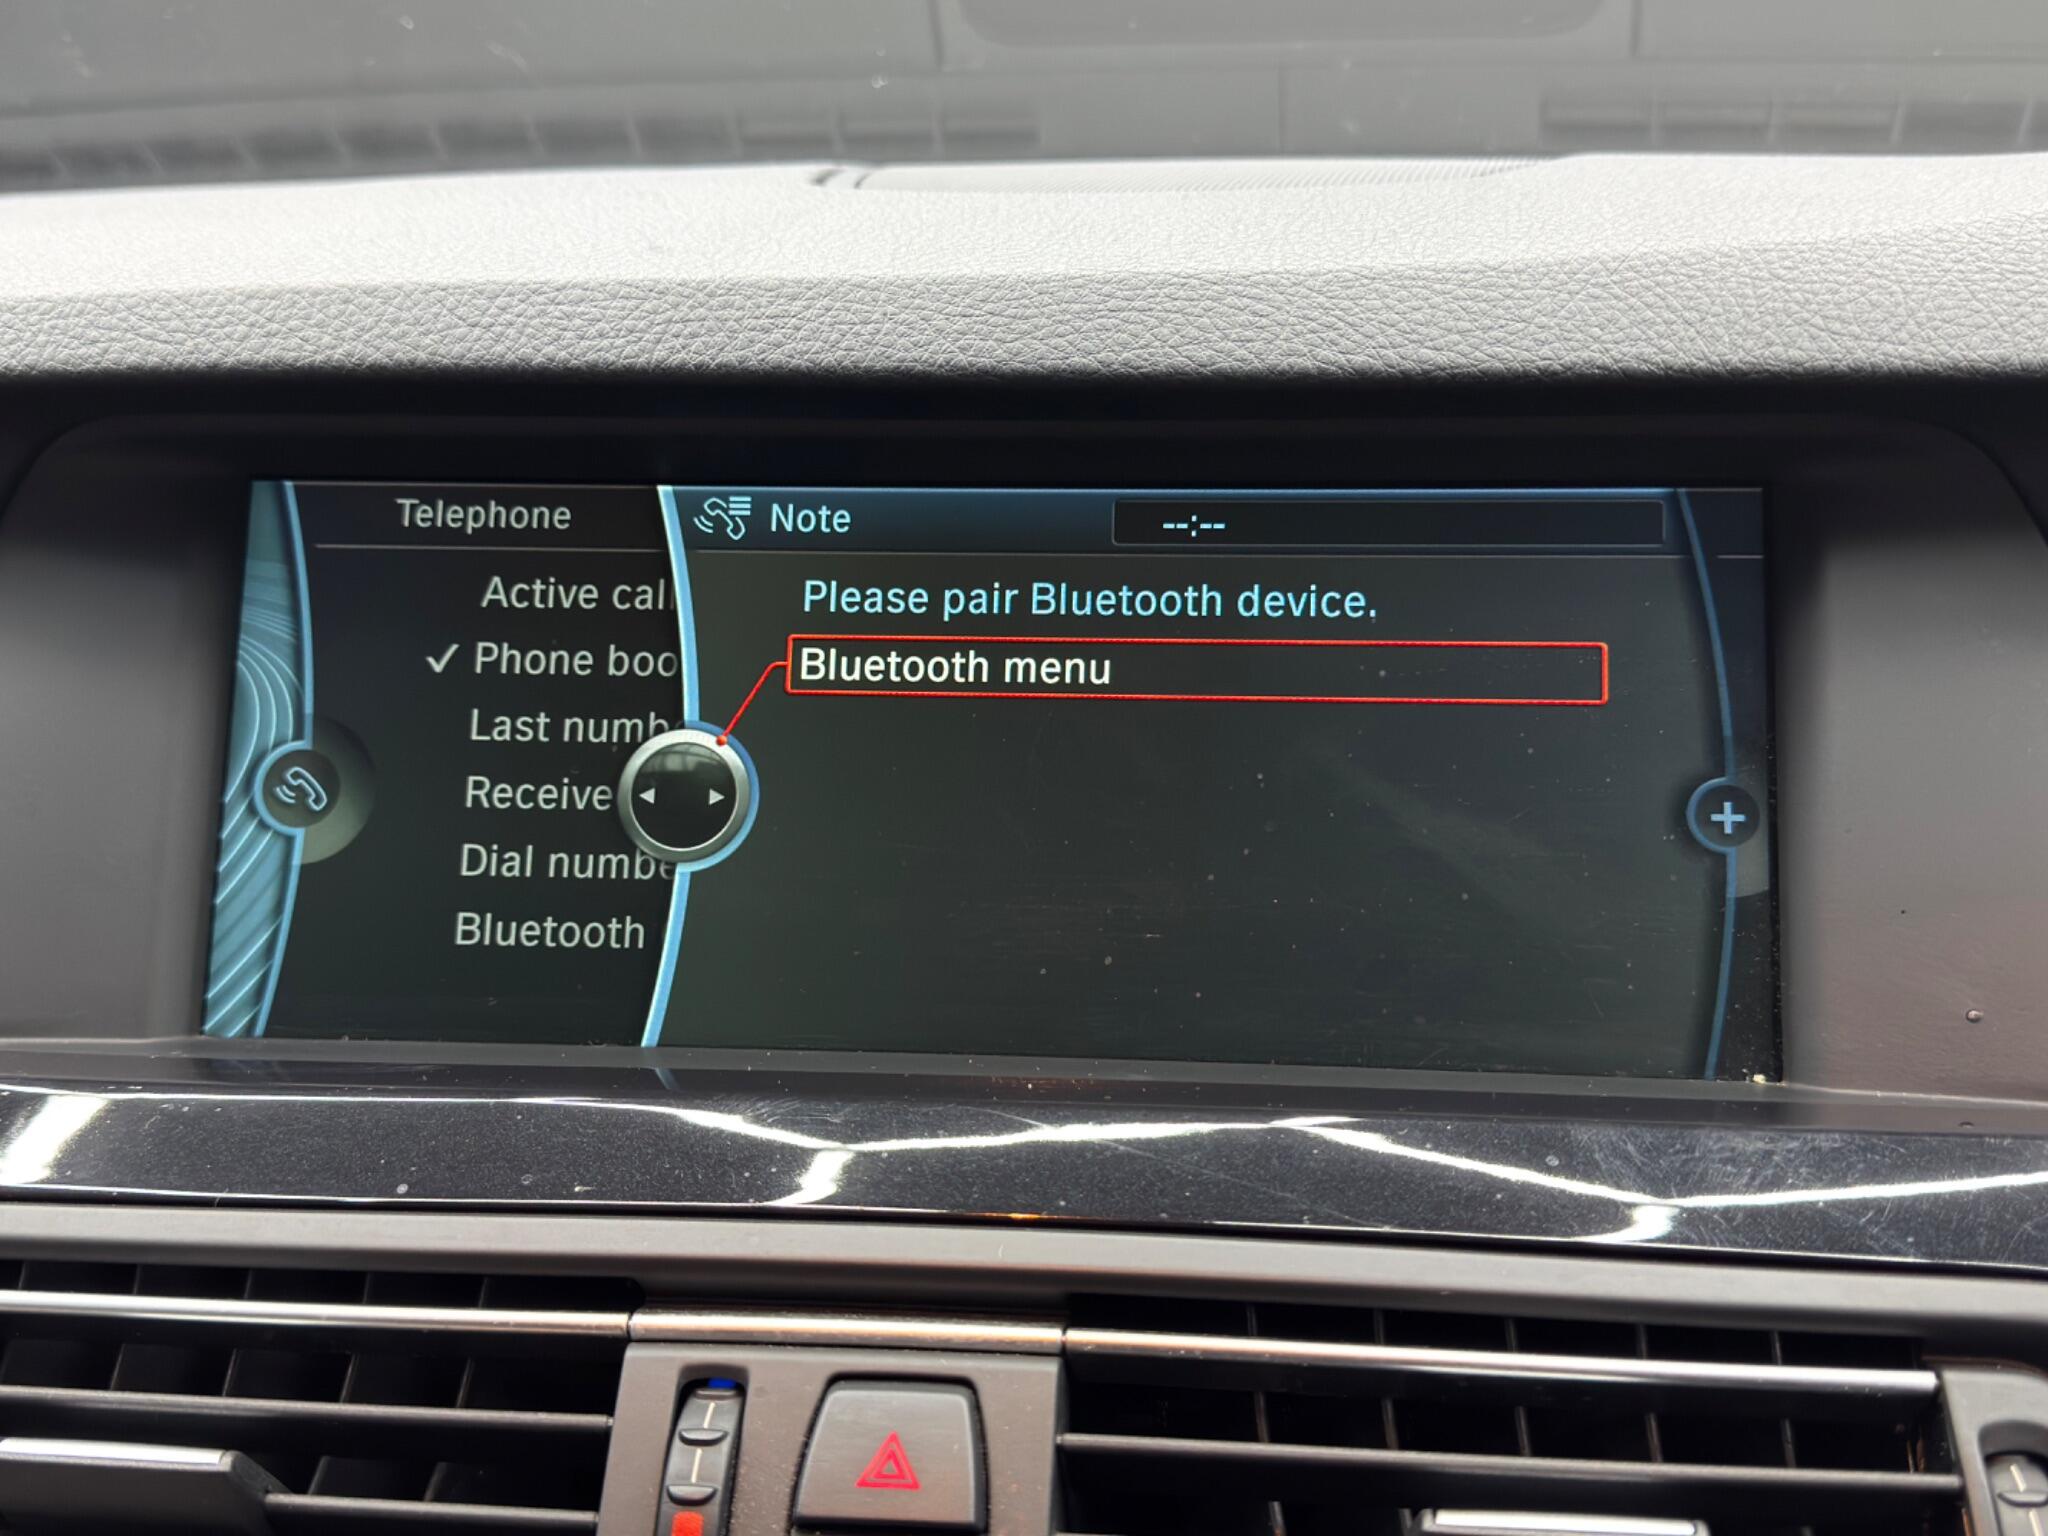 Telephone
Active cal
✓ Phone boo
Last numb
Receive
Dial numbe
Bluetooth
Note
--:--
Please pair Bluetooth device.
Bluetooth menu